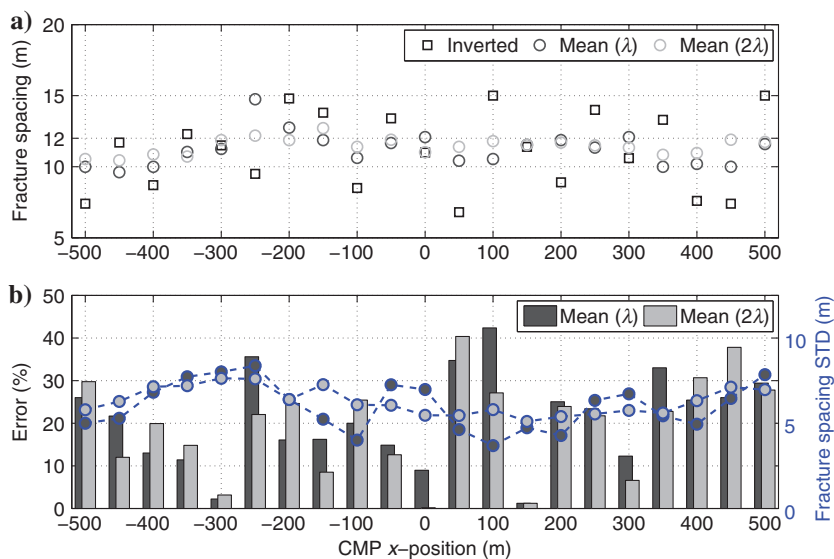 a)
20
15
12
10
5
Fracture spacing (m)
Inverted Mean (λ) Mean (2λ)
−500 −400 −300 −200 −100 0 100 200 300 400 500
b)
50
40
30
20
10
0
Error (%)
Mean (λ) Mean (2λ)
10
5
0
Fracture spacing STD (m)
−500 −400 −300 −200 −100 0 100 200 300 400 500
CMP x–position (m)